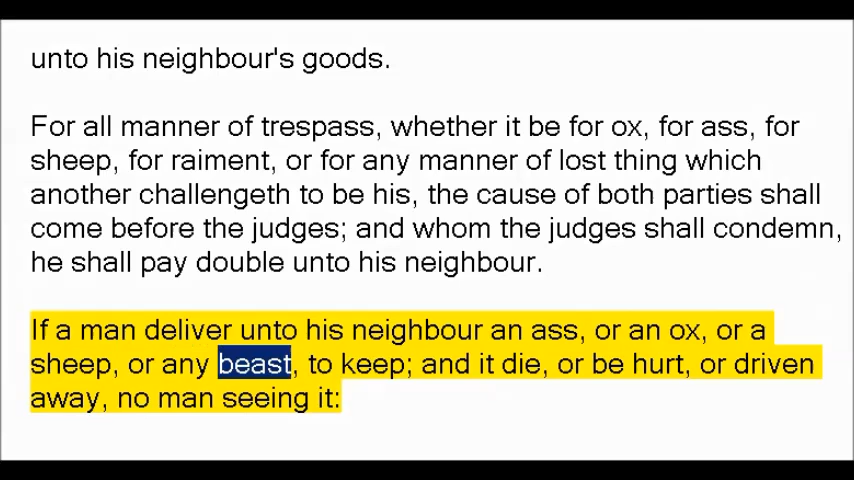 unto his neighbour's goods.
For all manner of trespass, whether it be for ox, for ass, for
sheep, for raiment, or for any manner of lost thing which
another challengeth to be his, the cause of both parties shall
come before the judges; and whom the judges shall condemn,
he shall pay double unto his neighbour.
If a man deliver unto his neighbour an ass, or an ox, or a
sheep, or any beast, to keep; and it die, or be hurt, or driven
away, no man seeing it: